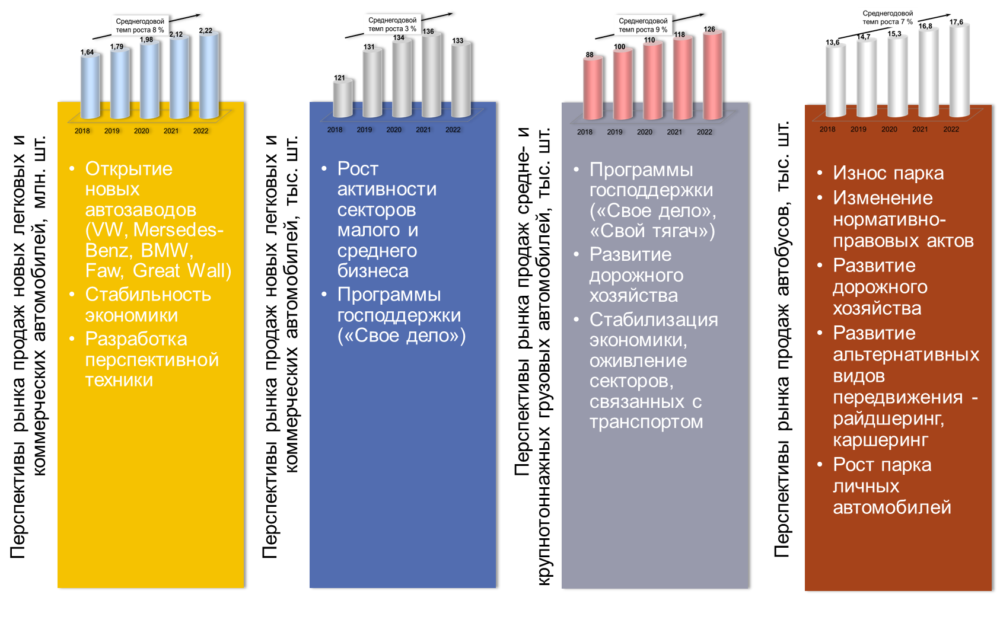 Перспективы рынка продаж новых легковых и
коммерческих автомобилей, млн. шт.
Среднегодовой
темп роста 8 %
1,64
1,79
1,98
2,12
2,22
2018
2019
2020
2021
2022
• Открытие
новых
автозаводов
(VW, Mersedes-
Benz, BMW,
Faw, Great Wall)
• Стабильность
экономики
• Разработка
перспективной
техники
Перспективы рынка продаж новых легковых и
коммерческих автомобилей, тыс. шт.
Среднегодовой
темп роста 3 %
121
131
134
136
133
2018
2019
2020
2021
2022
• Рост
активности
секторов
малого и
среднего
бизнеса
• Программы
господдержки
(«Свое дело»)
Перспективы рынка продаж средне- и
крупнотоннажных грузовых автомобилей, тыс. шт.
Среднегодовой
темп роста 9 %
88
100
110
118
126
2018
2019
2020
2021
2022
• Программы
господдержки
(«Свое дело»,
«Свой тягач»)
• Развитие
дорожного
хозяйства
• Стабилизация
экономики,
оживление
секторов,
связанных с
транспортом
Перспективы рынка продаж автобусов, тыс. шт.
Среднегодовой
темп роста 7 %
13,6
14,7
15,3
16,8
17,6
2018
2019
2020
2021
2022
• Износ парка
• Изменение
нормативно-
правовых актов
• Развитие
дорожного
хозяйства
• Развитие
альтернативных
видов
передвижения -
райдшеринг,
каршеринг
• Рост парка
личных
автомобилей